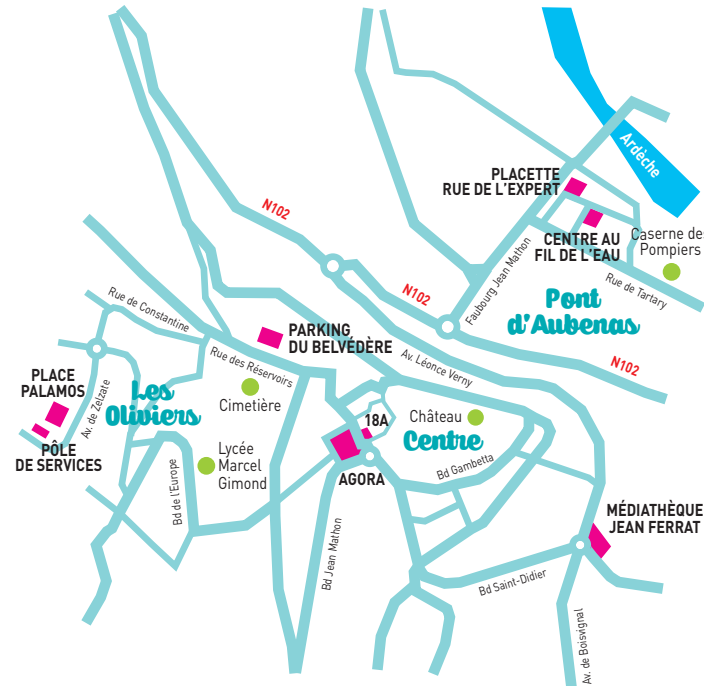 Ardèche
PLACETTE
RUE DE L'EXPERT
N102
CENTRE AU
FIL DE L'EAU
Caserne des
Pompiers
Faubourg Jean Mathon
Rue de Tartary
N102
Pont
d'Aubenas
Rue de Constantine
PARKING
DU BELVÉDÈRE
Av. Léonce Verny
N102
Rue des Réservoirs
PLACE
PALAMOS
Av. de Zelzate
Les
Oliviers
Cimetière
18A
Château
Centre
PÔLE
DE SERVICES
Lycée
Marcel
Gimond
AGORA
Bd Gambetta
Bd de l'Europe
MÉDIATHÈQUE
JEAN FERRAT
Bd Jean Mathon
Bd Saint-Didier
Av. de Boisvignal